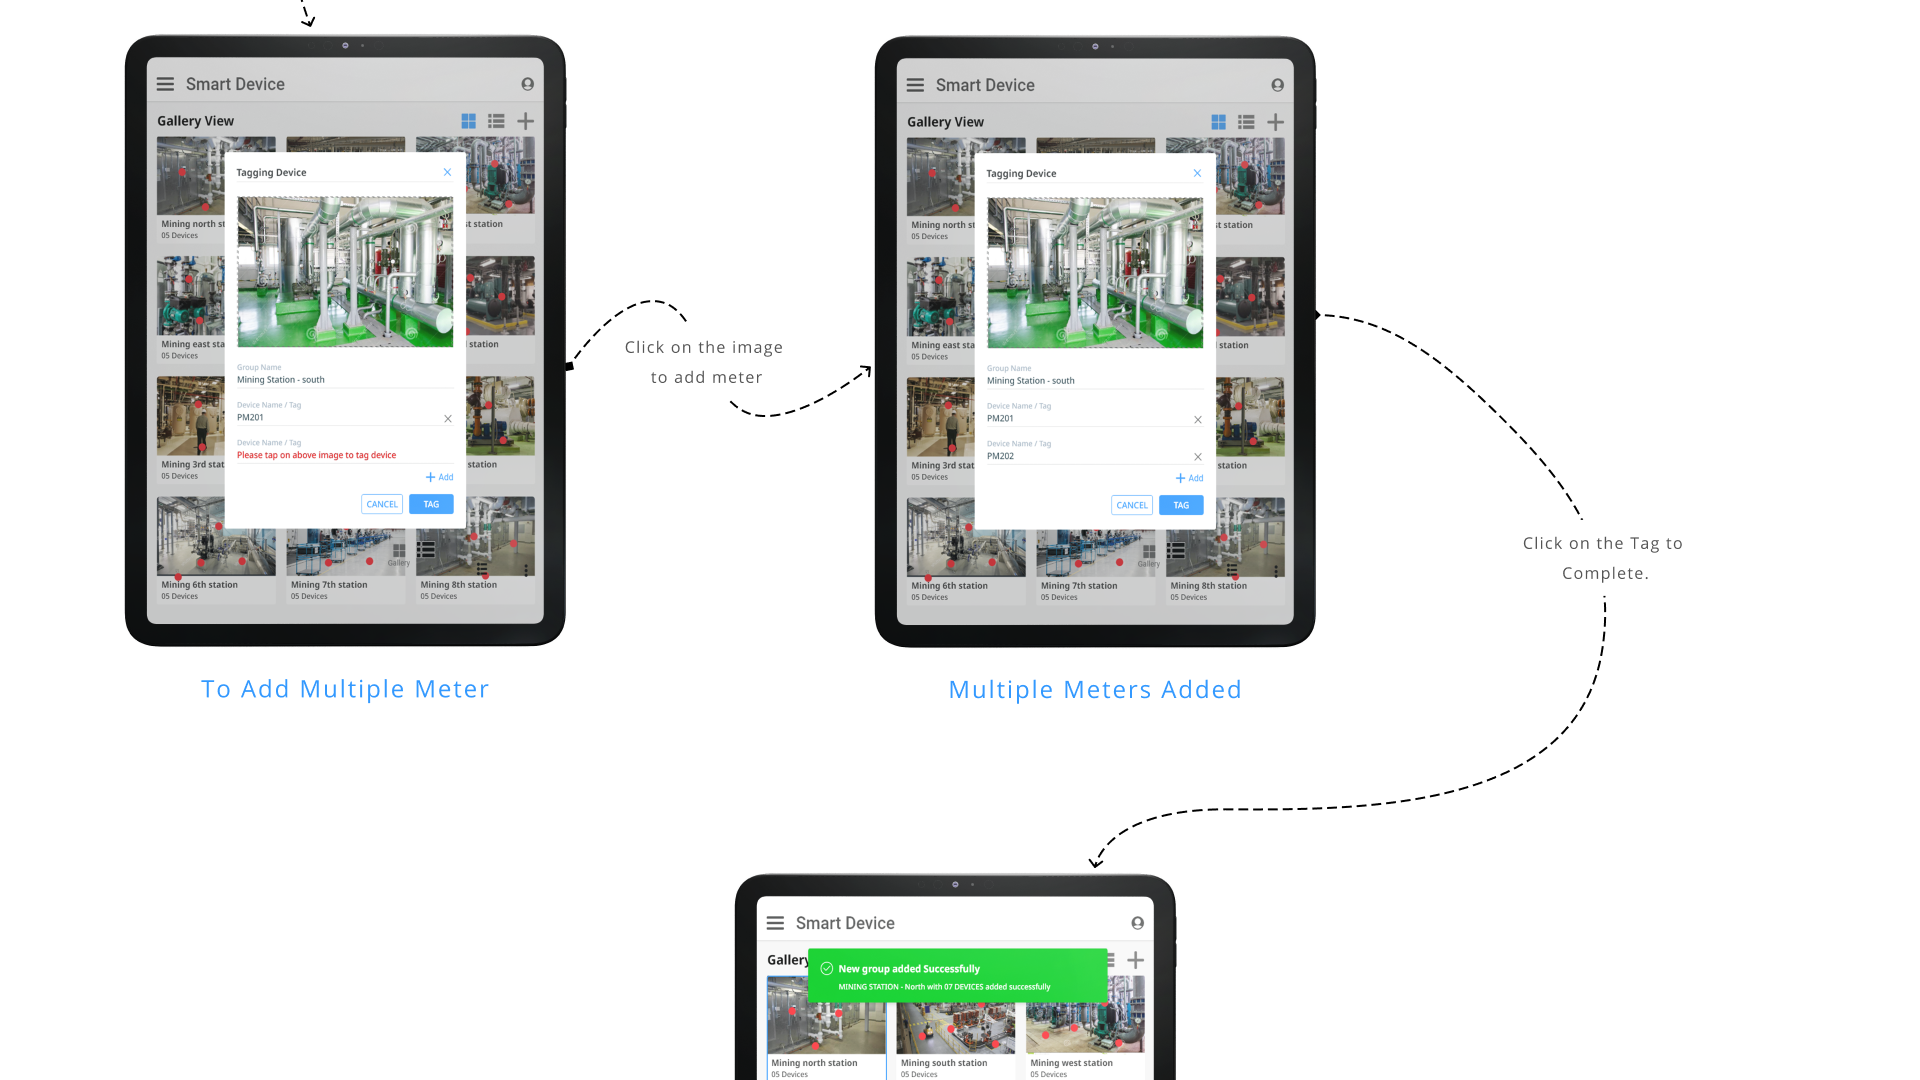 Smart Device
Gallery View
Tagging Device
Mining north st
05 Devices
st station
Mining east sta
05 Devices
station
Group Name
Mining Station - south
Device Name / Tag
PM201
Device Name / Tag
Please tap on above image to tag device
Mining 3rd stat
05 Devices
station
Add
CANCEL
TAG
Gallery
Mining 6th station
05 Devices
Mining 7th station
05 Devices
Mining 8th station
05 Devices
To Add Multiple Meter
Click on the image
to add meter
Smart Device
Gallery View
Tagging Device
Mining north st
05 Devices
st station
Mining east sta
05 Devices
station
Group Name
Mining Station - south
Device Name / Tag
PM201
Device Name / Tag
PM202
Mining 3rd stat
05 Devices
station
Add
CANCEL
TAG
Gallery
Mining 6th station
05 Devices
Mining 7th station
05 Devices
Mining 8th station
05 Devices
Multiple Meters Added
Click on the Tag to
Complete.
Smart Device
Gallery
New group added Successfully
MINING STATION - North with 07 DEVICES added successfully
Mining north station
05 Devices
Mining south station
05 Devices
Mining west station
05 Devices